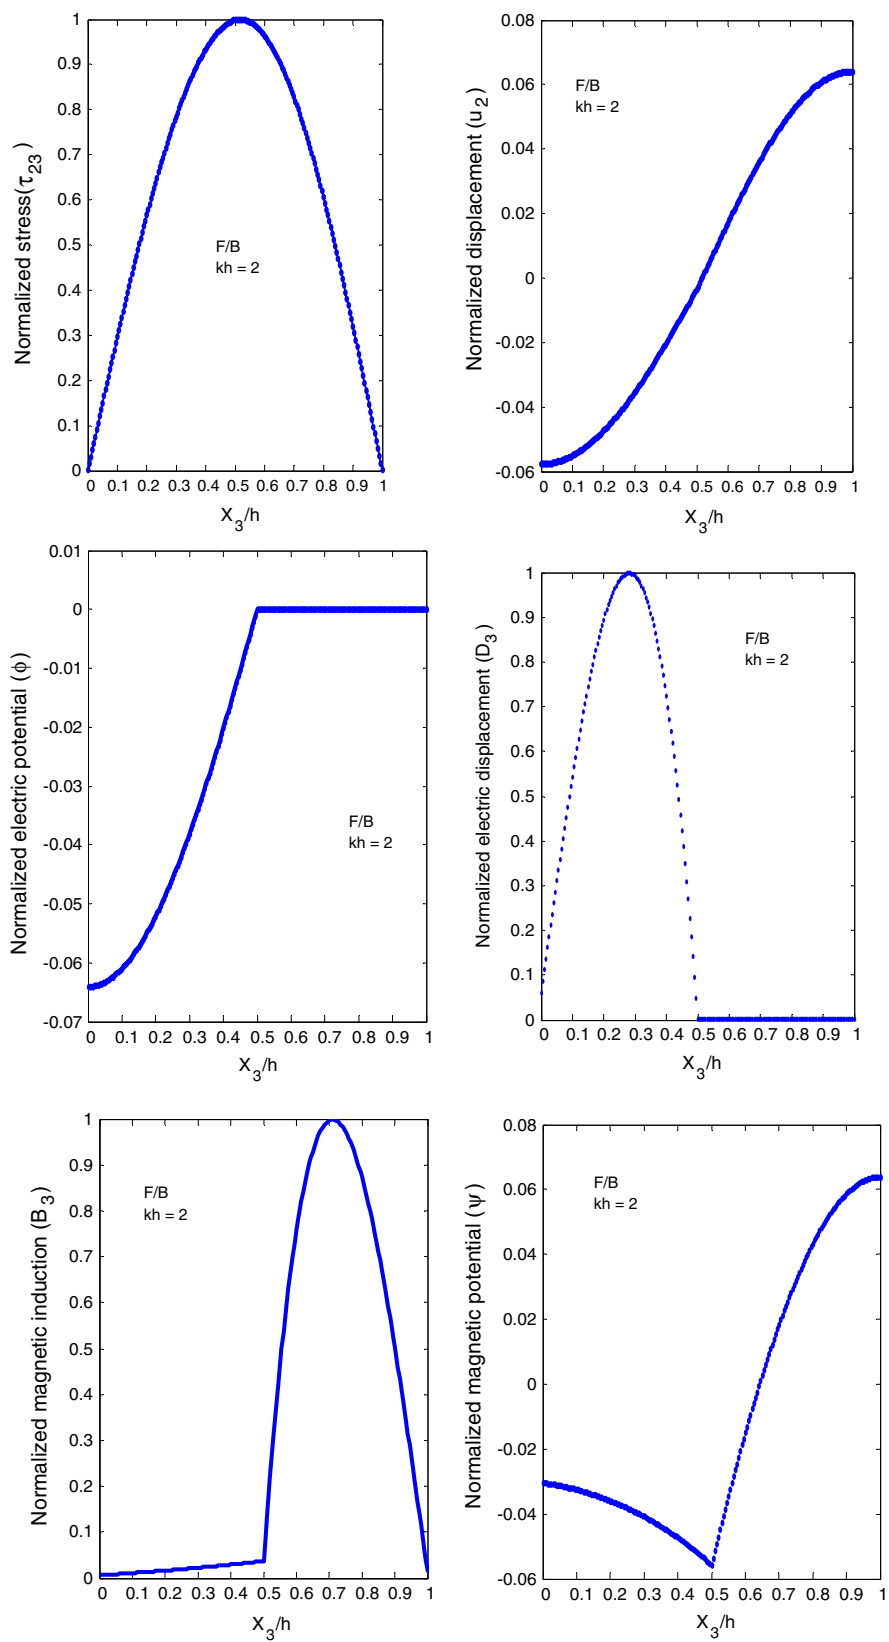 Normalized stress(τ23)
1
0.9
0.8
0.7
0.6
0.5
0.4
0.3
0.2
0.1
0
F/B
kh = 2
0 0.1 0.2 0.3 0.4 0.5 0.6 0.7 0.8 0.9 1
X3/h
Normalized displacement (u2)
0.08
0.06
0.04
0.02
0
-0.02
-0.04
-0.06
F/B
kh = 2
0 0.1 0.2 0.3 0.4 0.5 0.6 0.7 0.8 0.9 1
X3/h
Normalized electric potential (ϕ)
0.01
0
-0.01
-0.02
-0.03
-0.04
-0.05
-0.06
-0.07
F/B
kh = 2
0 0.1 0.2 0.3 0.4 0.5 0.6 0.7 0.8 0.9 1
X3/h
Normalized electric displacement (D3)
1
0.9
0.8
0.7
0.6
0.5
0.4
0.3
0.2
0.1
0
F/B
kh = 2
0 0.1 0.2 0.3 0.4 0.5 0.6 0.7 0.8 0.9 1
X3/h
Normalized magnetic induction (B3)
1
0.9
0.8
0.7
0.6
0.5
0.4
0.3
0.2
0.1
0
F/B
kh = 2
0 0.1 0.2 0.3 0.4 0.5 0.6 0.7 0.8 0.9 1
X3/h
Normalized magnetic potential (ψ)
0.08
0.06
0.04
0.02
0
-0.02
-0.04
-0.06
F/B
kh = 2
0 0.1 0.2 0.3 0.4 0.5 0.6 0.7 0.8 0.9 1
X3/h